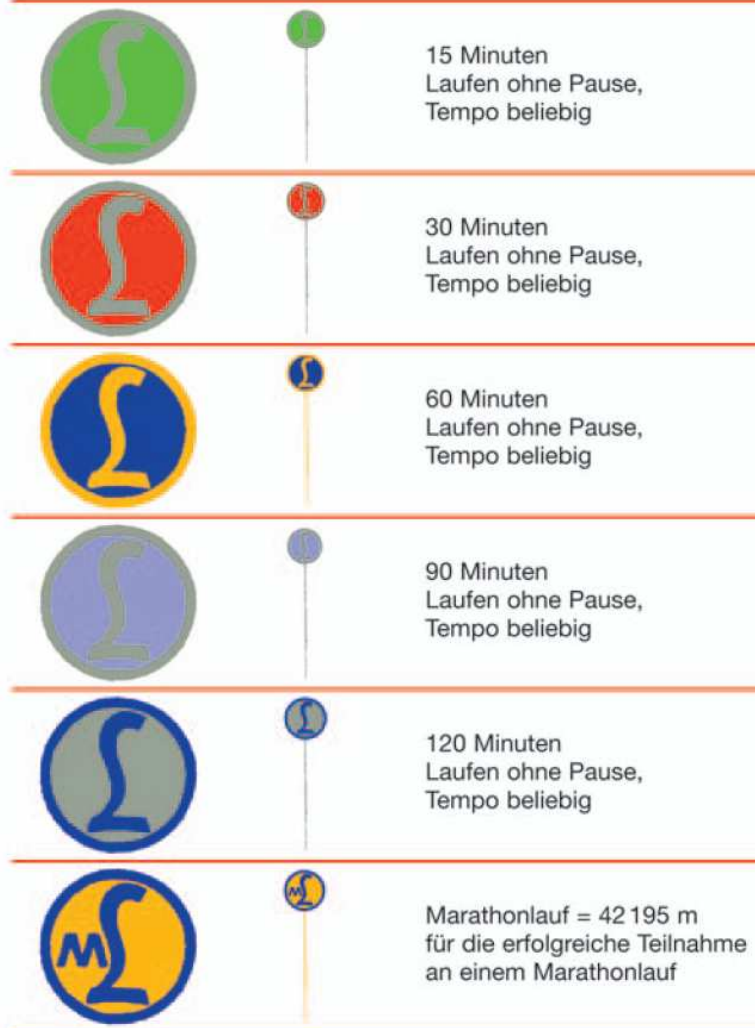 15 Minuten
Laufen ohne Pause,
Tempo beliebig
30 Minuten
Laufen ohne Pause,
Tempo beliebig
60 Minuten
Laufen ohne Pause,
Tempo beliebig
90 Minuten
Laufen ohne Pause,
Tempo beliebig
120 Minuten
Laufen ohne Pause,
Tempo beliebig
M
Marathonlauf = 42 195 m
für die erfolgreiche Teilnahme
an einem Marathonlauf